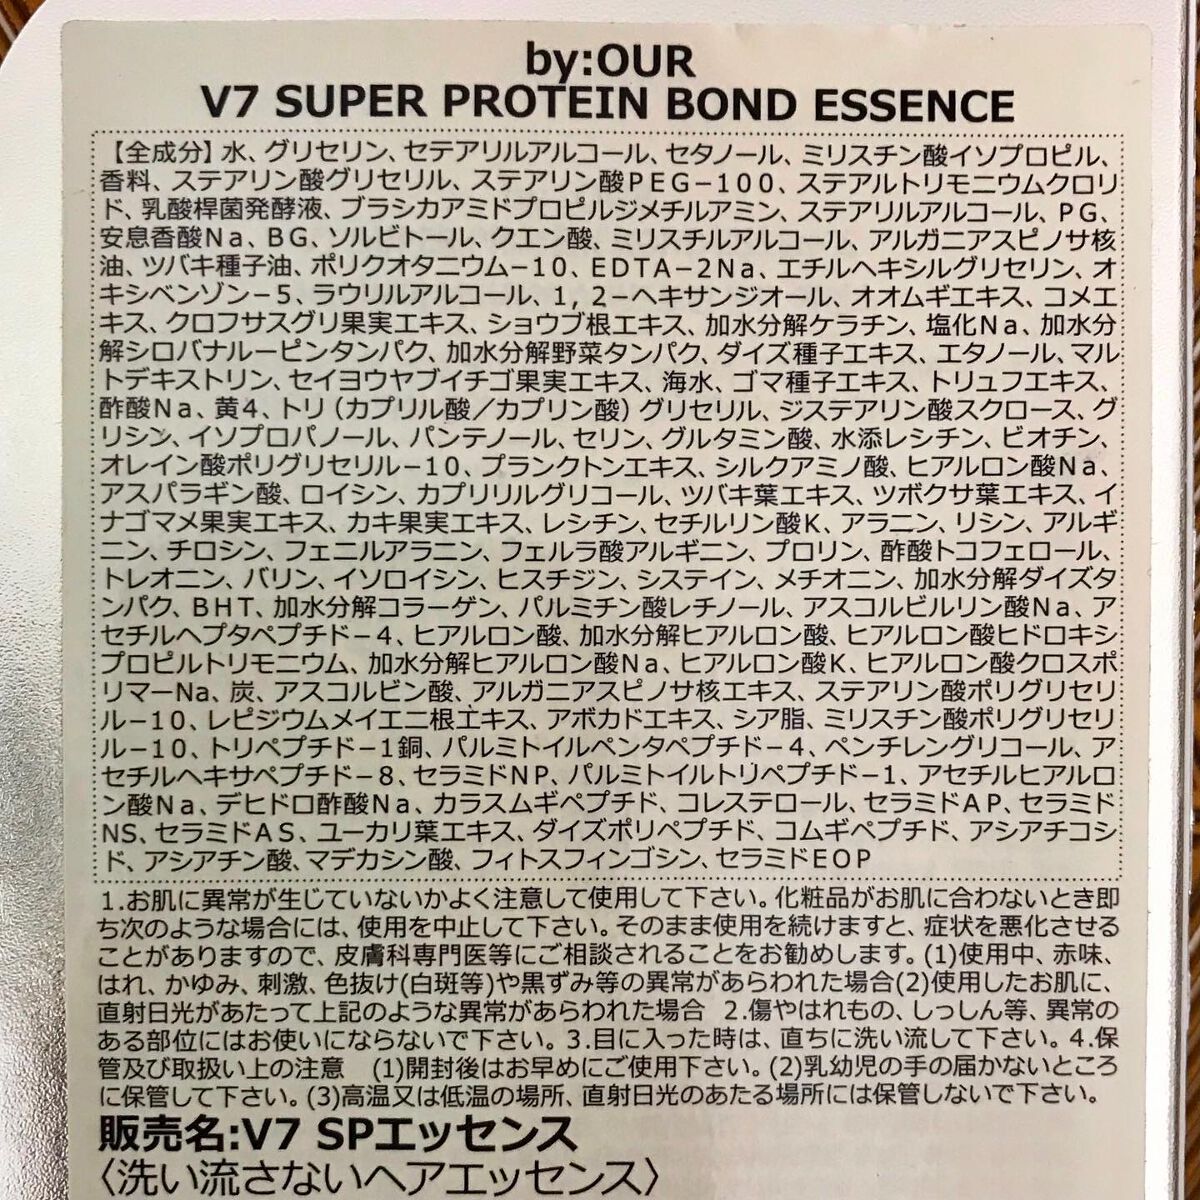 by:OUR
V7 SUPER PROTEIN BOND ESSENCE
【全成分】水、グリセリン、セテアリルアルコール、セタノール、ミリスチン酸イソプロピル、
香料、ステアリン酸グリセリル、ステアリン酸PEG−100、ステアルトリモニウムクロリ
ド、乳酸桿菌発酵液、ブラシカアミドプロピルジメチルアミン、ステアリルアルコール、PG、
安息香酸Na、BG、ソルビトール、クエン酸、ミリスチルアルコール、アルガニアスピノサ核
油、ツバキ種子油、ポリクオタニウム−10、EDTA−2Na、エチルヘキシルグリセリン、オ
キシベンゾン−5、ラウリルアルコール、1,2−ヘキサンジオール、オオムギエキス、コメエ
キス、クロフサスグリ果実エキス、ショウブ根エキス、加水分解ケラチン、塩化Na、加水分
解シロバナルーピンタンパク、加水分解野菜タンパク、ダイズ種子エキス、エタノール、マル
トデキストリン、セイヨウヤブイチゴ果実エキス、海水、ゴマ種子エキス、トリュフエキス、
酢酸Na、黄4、トリ（カプリル酸／カプリン酸）グリセリル、ジステアリン酸スクロース、グ
リシン、イソプロパノール、パンテノール、セリン、グルタミン酸、水添レシチン、ビオチン、
オレイン酸ポリグリセリル−10、プランクトンエキス、シルクアミノ酸、ヒアルロン酸Na、
アスパラギン酸、ロイシン、カプリリルグリコール、ツバキ葉エキス、ツボクサ葉エキス、イ
ナゴマメ果実エキス、カキ果実エキス、レシチン、セチルリン酸K、アラニン、リシン、アルギ
ニン、チロシン、フェニルアラニン、フェルラ酸アルギニン、プロリン、酢酸トコフェロール、
トレオニン、バリン、イソロイシン、ヒスチジン、システイン、メチオニン、加水分解ダイズタ
ンパク、BHT、加水分解コラーゲン、パルミチン酸レチノール、アスコルビルリン酸Na、ア
セチルヘプタペプチド−4、ヒアルロン酸、加水分解ヒアルロン酸、ヒアルロン酸ヒドロキシ
プロピルトリモニウム、加水分解ヒアルロン酸Na、ヒアルロン酸K、ヒアルロン酸クロスポ
リマーNa、炭、アスコルビン酸、アルガニアスピノサ核エキス、ステアリン酸ポリグリセリ
ル−10、レピジウムメイエニ根エキス、アボカドエキス、シア脂、ミリスチン酸ポリグリセリ
ル−10、トリペプチド−1銅、パルミトイルペンタペプチド−4、ペンチレングリコール、ア
セチルヘキサペプチド−8、セラミドNP、パルミトイルトリペプチド−1、アセチルヒアルロ
ン酸Na、デヒドロ酢酸Na、カラスムギペプチド、コレステロール、セラミドAP、セラミド
NS、セラミドAS、ユーカリ葉エキス、ダイズポリペプチド、コムギペプチド、アシアチコシ
ド、アシアチン酸、マデカシン酸、フィトスフィンゴシン、セラミドEOP
1.お肌に異常が生じていないかよく注意して使用して下さい。化粧品がお肌に合わないとき即
ち次のような場合には、使用を中止して下さい。そのまま使用を続けますと、症状を悪化させる
ことがありますので、皮膚科専門医等にご相談されることをお勧めします。(1)使用中、赤味、
はれ、かゆみ、刺激、色抜け(白斑等)や黒ずみ等の異常があらわれた場合(2)使用したお肌に、
直射日光があたって上記のような異常があらわれた場合 2.傷やはれもの、しっしん等、異常の
ある部位にはお使いにならないで下さい。3.目に入った時は、直ちに洗い流して下さい。4.保
管及び取扱い上の注意 (1)開封後はお早めにご使用下さい。(2)乳幼児の手の届かないところ
に保管して下さい。(3)高温又は低温の場所、直射日光のあたる場所には保管しないで下さい。
販売名:V7 SPエッセンス
〈洗い流さないヘアエッセンス〉